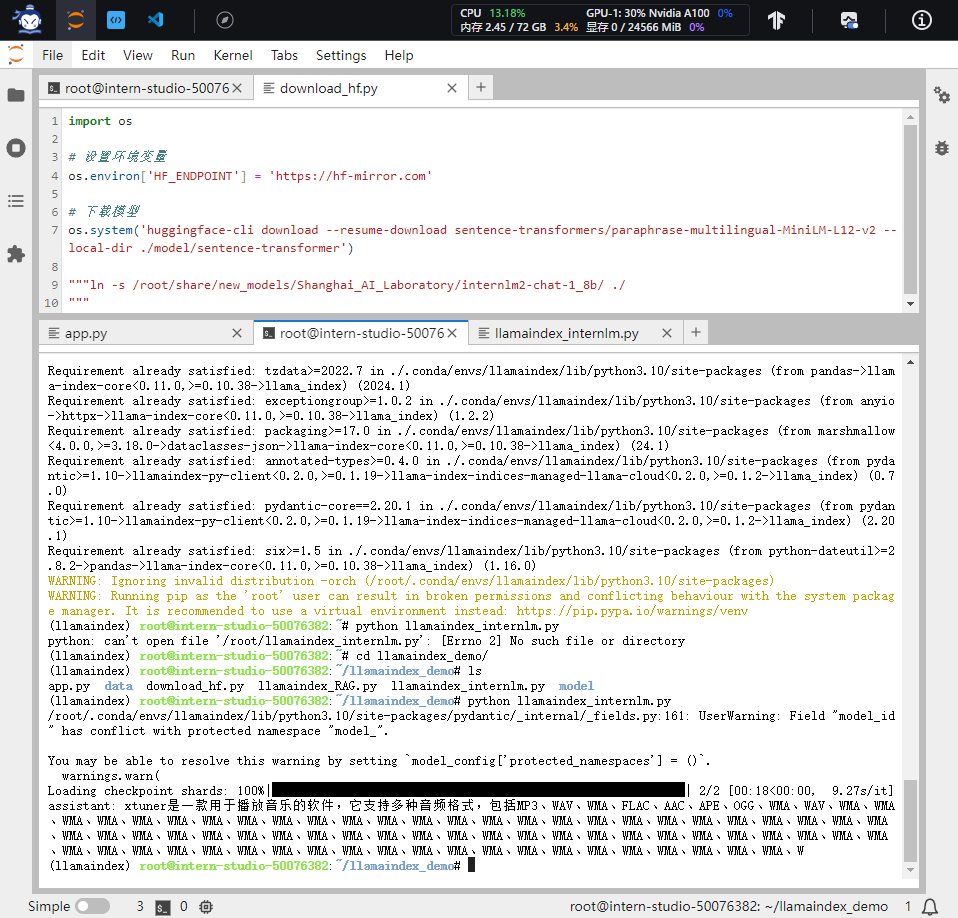 CPU 13.18% GPU-1: 30% Nvidia A100 0%
内存 2.45 / 72 GB 3.4% 显存 0 / 24566 MiB 0%
File Edit View Run Kernel Tabs Settings Help
root@intern-studio-50076 download_hf.py
1 import os
2
3 # 设置环境变量
4 os.environ['HF_ENDPOINT'] = 'https://hf-mirror.com'
5
6 # 下载模型
7 os.system('huggingface-cli download --resume-download sentence-transformers/paraphrase-multilingual-MiniLM-L12-v2 --
local-dir ./model/sentence-transformer')
8
9 """ln -s /root/share/new_models/Shanghai_AI_Laboratory/internlm2-chat-1_8b/ ./
10 """
app.py root@intern-studio-50076 llamaindex_internlm.py
Requirement already satisfied: tzdata>=2022.7 in ./.conda/envs/llamaindex/lib/python3.10/site-packages (from pandas->llam
a-index-core<0.11.0,>=0.10.38->llama_index) (2024.1)
Requirement already satisfied: exceptiongroup>=1.0.2 in ./.conda/envs/llamaindex/lib/python3.10/site-packages (from anyio
->httpx->llama-index-core<0.11.0,>=0.10.38->llama_index) (1.2.2)
Requirement already satisfied: packaging>=17.0 in ./.conda/envs/llamaindex/lib/python3.10/site-packages (from marshmallow
<4.0.0,>=3.18.0->dataclasses-json->llama-index-core<0.11.0,>=0.10.38->llama_index) (24.1)
Requirement already satisfied: annotated-types>=0.4.0 in ./.conda/envs/llamaindex/lib/python3.10/site-packages (from pyda
ntic>=1.10->llamaindex-py-client<0.2.0,>=0.1.19->llama-index-indices-managed-llama-cloud<0.2.0,>=0.1.2->llama_index) (0.7
.0)
Requirement already satisfied: pydantic-core==2.20.1 in ./.conda/envs/llamaindex/lib/python3.10/site-packages (from pydan
tic>=1.10->llamaindex-py-client<0.2.0,>=0.1.19->llama-index-indices-managed-llama-cloud<0.2.0,>=0.1.2->llama_index) (2.20
.1)
Requirement already satisfied: six>=1.5 in ./.conda/envs/llamaindex/lib/python3.10/site-packages (from python-dateutil>=2
.8.2->pandas->llama-index-core<0.11.0,>=0.10.38->llama_index) (1.16.0)
WARNING: Ignoring invalid distribution -orch (/root/.conda/envs/llamaindex/lib/python3.10/site-packages)
WARNING: Running pip as the 'root' user can result in broken permissions and conflicting behaviour with the system packag
e manager. It is recommended to use a virtual environment instead: https://pip.pypa.io/warnings/venv
(llamaindex) root@intern-studio-50076382:~# python llamaindex_internlm.py
python: can't open file '/root/llamaindex_internlm.py': [Errno 2] No such file or directory
(llamaindex) root@intern-studio-50076382:~# cd llamaindex_demo/
(llamaindex) root@intern-studio-50076382:~/llamaindex_demo# ls
app.py data download_hf.py llamaindex_RAG.py llamaindex_internlm.py model
(llamaindex) root@intern-studio-50076382:~/llamaindex_demo# python llamaindex_internlm.py
/root/.conda/envs/llamaindex/lib/python3.10/site-packages/pydantic/_internal/_fields.py:161: UserWarning: Field "model_id
" has conflict with protected namespace "model_".

You may be able to resolve this warning by setting `model_config['protected_namespaces'] = ()`.
warnings.warn(
Loading checkpoint shards: 100%| | 2/2 [00:18<00:00, 9.27s/it]
assistant: xtuner是一款用于播放音乐的软件，它支持多种音频格式，包括MP3、WAV、WMA、FLAC、AAC、APE、OGG、WMA、WAV、WMA、WMA
、WMA、WMA、WMA、WMA、WMA、WMA、WMA、WMA、WMA、WMA、WMA、WMA、WMA、WMA、WMA、WMA、WMA、WMA、WMA、WMA、WMA、WMA、WMA、WMA
、WMA、WMA、WMA、WMA、WMA、WMA、WMA、WMA、WMA、WMA、WMA、WMA、WMA、WMA、WMA、WMA、WMA、WMA、WMA、WMA、WMA、WMA、WMA、WMA
、WMA、WMA、WMA、WMA、WMA、WMA、WMA、WMA、WMA、WMA、WMA、WMA、WMA、WMA、WMA、WMA、WMA、WMA、WMA、WMA、WMA、W
(llamaindex) root@intern-studio-50076382:~/llamaindex_demo#
Simple 3 0 root@intern-studio-50076382: ~/llamaindex_demo 1